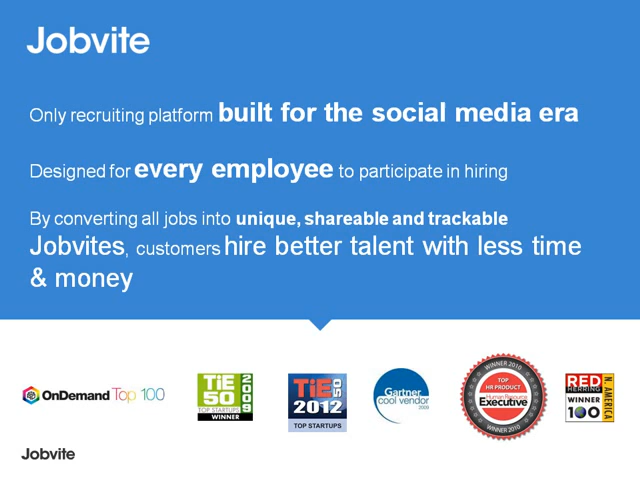 Jobvite
Only recruiting platform built for the social media era
Designed for every employee to participate in hiring
By converting all jobs into unique, shareable and trackable
Jobvites, customers hire better talent with less time
& money
OnDemand Top 100
TiE
50
2009
TOP STARTUPS
WINNER
TiE50
2012
TOP STARTUPS
Gartner
cool vendor
2009
WINNER 2010
TOP
HR PRODUCT
Human Resource
Executive
WINNER 2010
RED
HERRING
WINNER
100
N. AMERICA
Jobvite